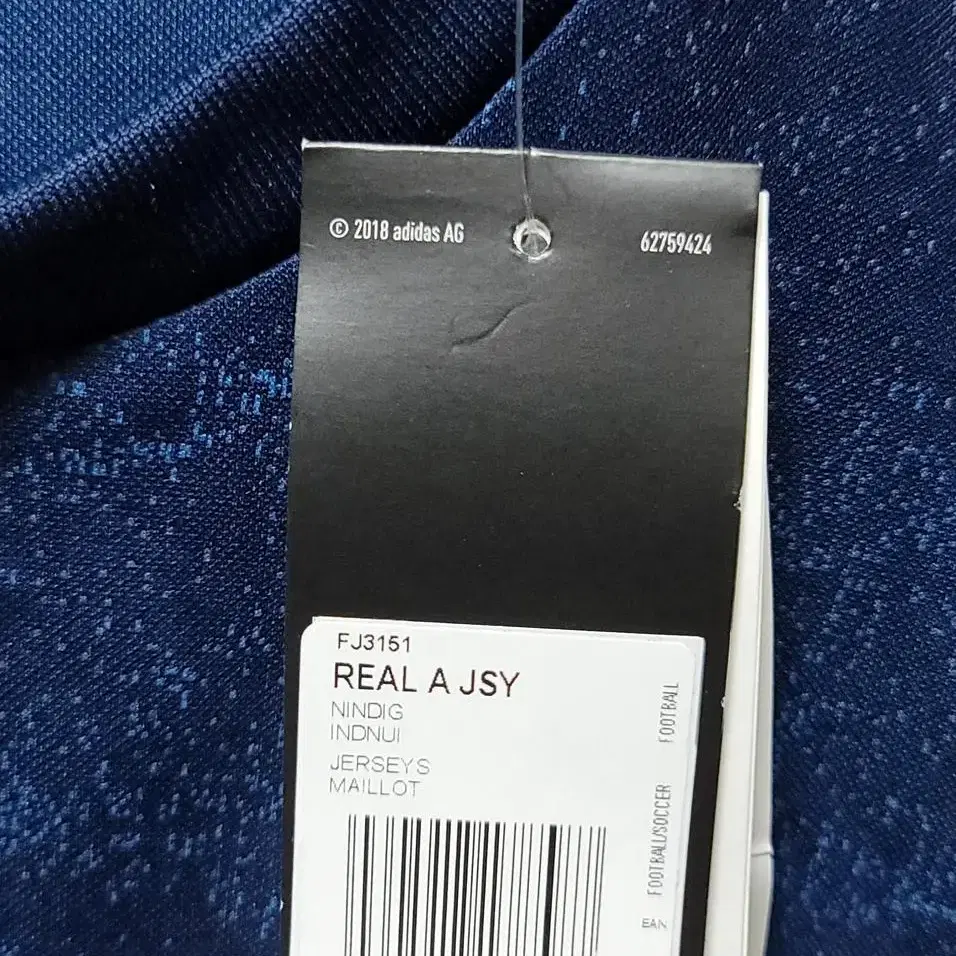 © 2018 adidas AG
62759424
FJ3151
REAL A JSY
NINDIG
INDNUI
JERSEYS
MAILLOT
FOOTBALL
FOOTBALL/SOCCER
EAN